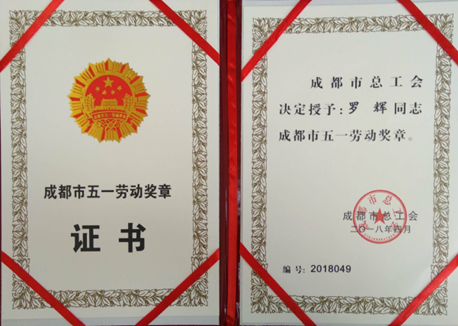 成都市五一劳动奖章
证书
成都市总工会
决定授予:罗辉同志
成都市五一劳动奖章。
成都市总工会
二〇一八年四月
编号:2018049